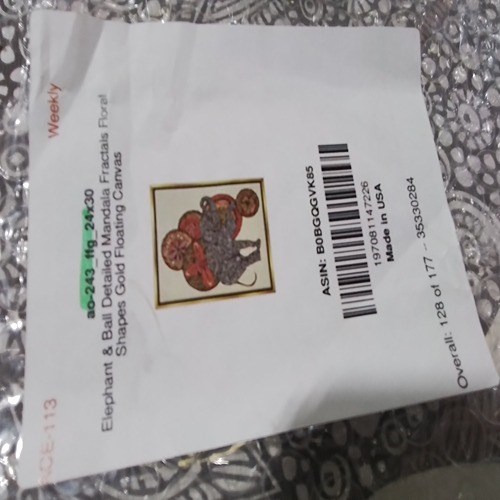 Weekly
ao-243_ffg_24x30
Elephant & Ball Detailed Mandala Fractals Floral
Shapes Gold Floating Canvas
ASIN: B0BGQGVK85
197081147226
Made in USA
Overall: 128 of 177 - 35330284